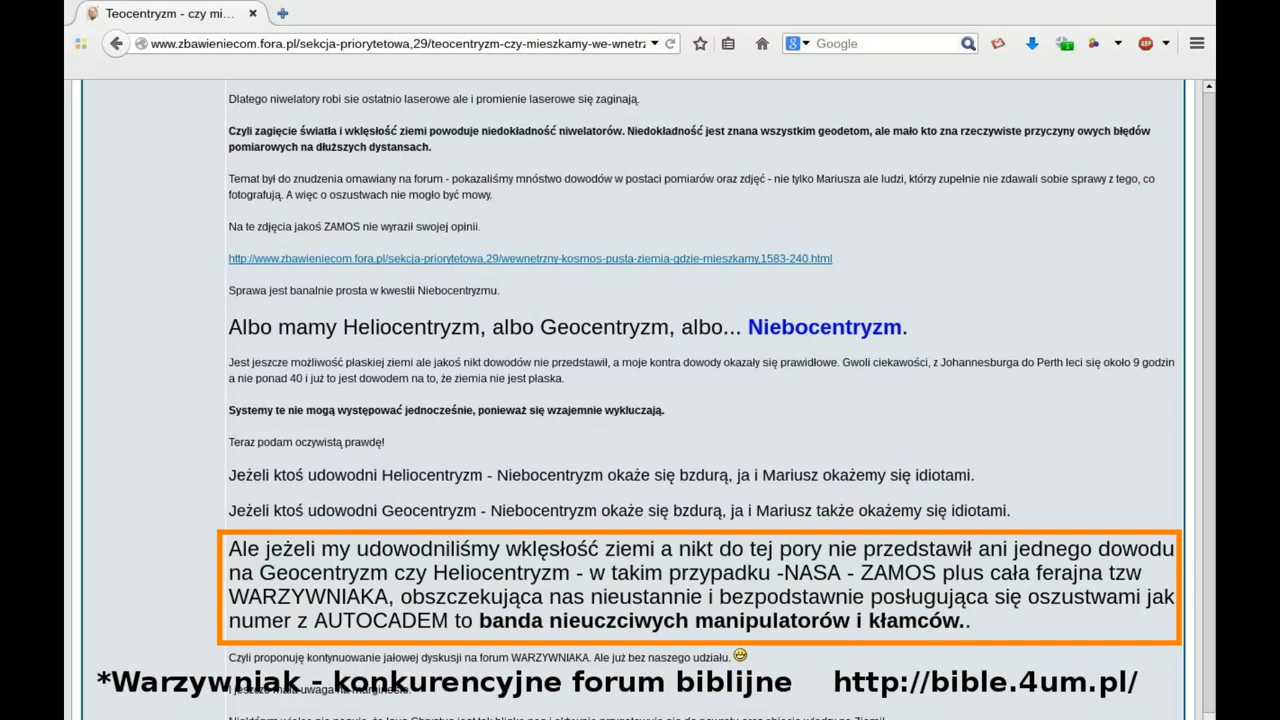 Teocentryzm - czy mi...
www.zbawieniecom.fora.pl/sekcja-priorytetowa,29/teocentryzm-czy-mieszkamy-we-wnetrz
Google
Dlatego niwelatory robi sie ostatnio laserowe ale i promienie laserowe się zaginają.
Czyli zagięcie światła i wklęsłość ziemi powoduje niedokładność niwelatorów. Niedokładność jest znana wszystkim geodetom, ale mało kto zna rzeczywiste przyczyny owych błędów
pomiarowych na dłuższych dystansach.
Temat był do znudzenia omawiany na forum - pokazaliśmy mnóstwo dowodów w postaci pomiarów oraz zdjęć - nie tylko Mariusza ale ludzi, którzy zupełnie nie zdawali sobie sprawy z tego, co
fotografują. A więc o oszustwach nie mogło być mowy.
Na te zdjęcia jakoś ZAMOS nie wyraził swojej opinii.
http://www.zbawieniecom.fora.pl/sekcja-priorytetowa,29/wewnetrzny-kosmos-pusta-ziemia-gdzie-mieszkamy,1583-240.html
Sprawa jest banalnie prosta w kwestii Niebocentryzmu.
Albo mamy Heliocentryzm, albo Geocentryzm, albo... Niebocentryzm.
Jest jeszcze możliwość płaskiej ziemi ale jakoś nikt dowodów nie przedstawił, a moje kontra dowody okazały się prawidłowe. Gwoli ciekawości, z Johannesburga do Perth leci się około 9 godzin
a nie ponad 40 i już to jest dowodem na to, że ziemia nie jest płaska.
Systemy te nie mogą występować jednocześnie, ponieważ się wzajemnie wykluczają.
Teraz podam oczywistą prawdę!
Jeżeli ktoś udowodni Heliocentryzm - Niebocentryzm okaże się bzdurą, ja i Mariusz okażemy się idiotami.
Jeżeli ktoś udowodni Geocentryzm - Niebocentryzm okaże się bzdurą, ja i Mariusz także okażemy się idiotami.
Ale jeżeli my udowodniliśmy wklęsłość ziemi a nikt do tej pory nie przedstawił ani jednego dowodu
na Geocentryzm czy Heliocentryzm - w takim przypadku -NASA - ZAMOS plus cała ferajna tzw
WARZYWNIAKA, obszczekująca nas nieustannie i bezpodstawnie posługująca się oszustwami jak
numer z AUTOCADEM to banda nieuczciwych manipulatorów i kłamców..
Czyli proponuję kontynuowanie jałowej dyskusji na forum WARZYWNIAKA. Ale już bez naszego udziału.
*Warzywniak - konkurencyjne forum biblijne http://bible.4um.pl/
I jeszcze mała uwaga na marginesie.